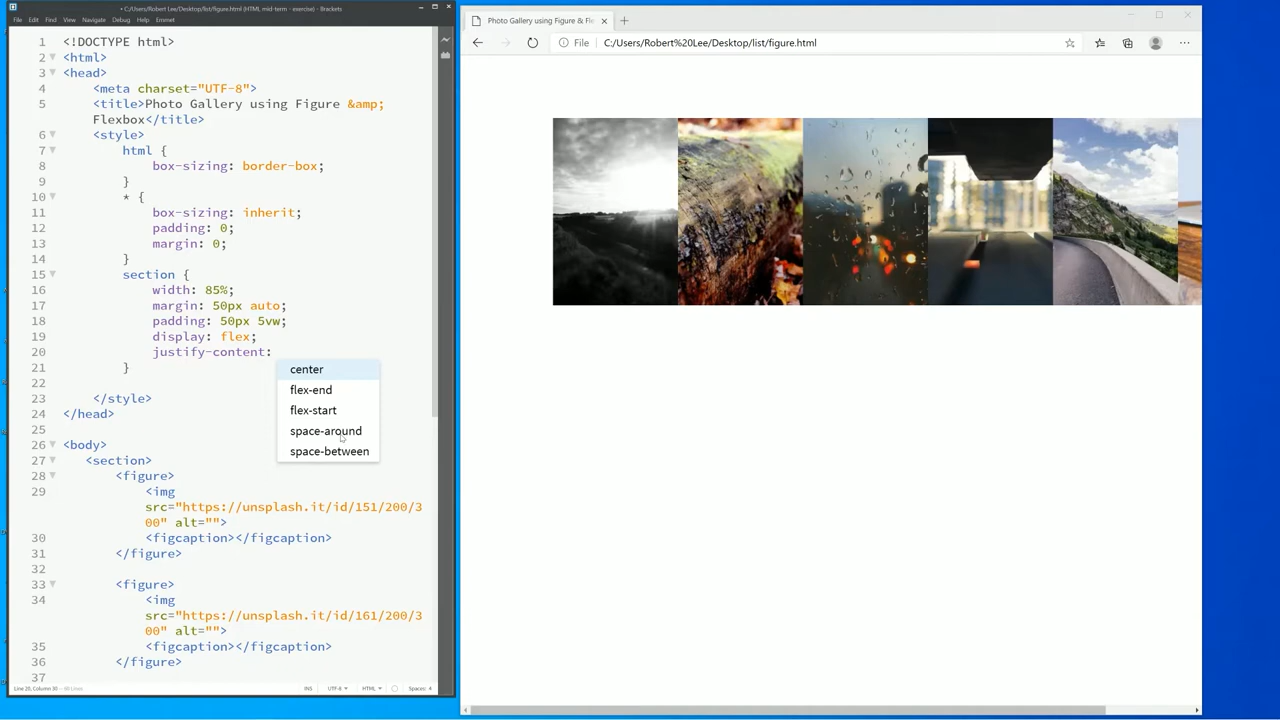 • C:/Users/Robert Lee/Desktop/list/figure.html (HTML mid-term - exercise) - Brackets
File Edit Find View Navigate Debug Help Emmet
1 <!DOCTYPE html>
2 <html>
3 <head>
4 <meta charset="UTF-8">
5 <title>Photo Gallery using Figure &amp;
Flexbox</title>
6 <style>
7 html {
8 box-sizing: border-box;
9 }
10 * {
11 box-sizing: inherit;
12 padding: 0;
13 margin: 0;
14 }
15 section {
16 width: 85%;
17 margin: 50px auto;
18 padding: 50px 5vw;
19 display: flex;
20 justify-content:
21 }
22
23 </style>
24 </head>
25
26 <body>
27 <section>
28 <figure>
29 <img
src="https://unsplash.it/id/151/200/3
00" alt="">
30 <figcaption></figcaption>
31 </figure>
32
33 <figure>
34 <img
src="https://unsplash.it/id/161/200/3
00" alt="">
35 <figcaption></figcaption>
36 </figure>
37
center
flex-end
flex-start
space-around
space-between
INS UTF-8 HTML Spaces: 4
Photo Gallery using Figure & Fle
File C:/Users/Robert%20Lee/Desktop/list/figure.html